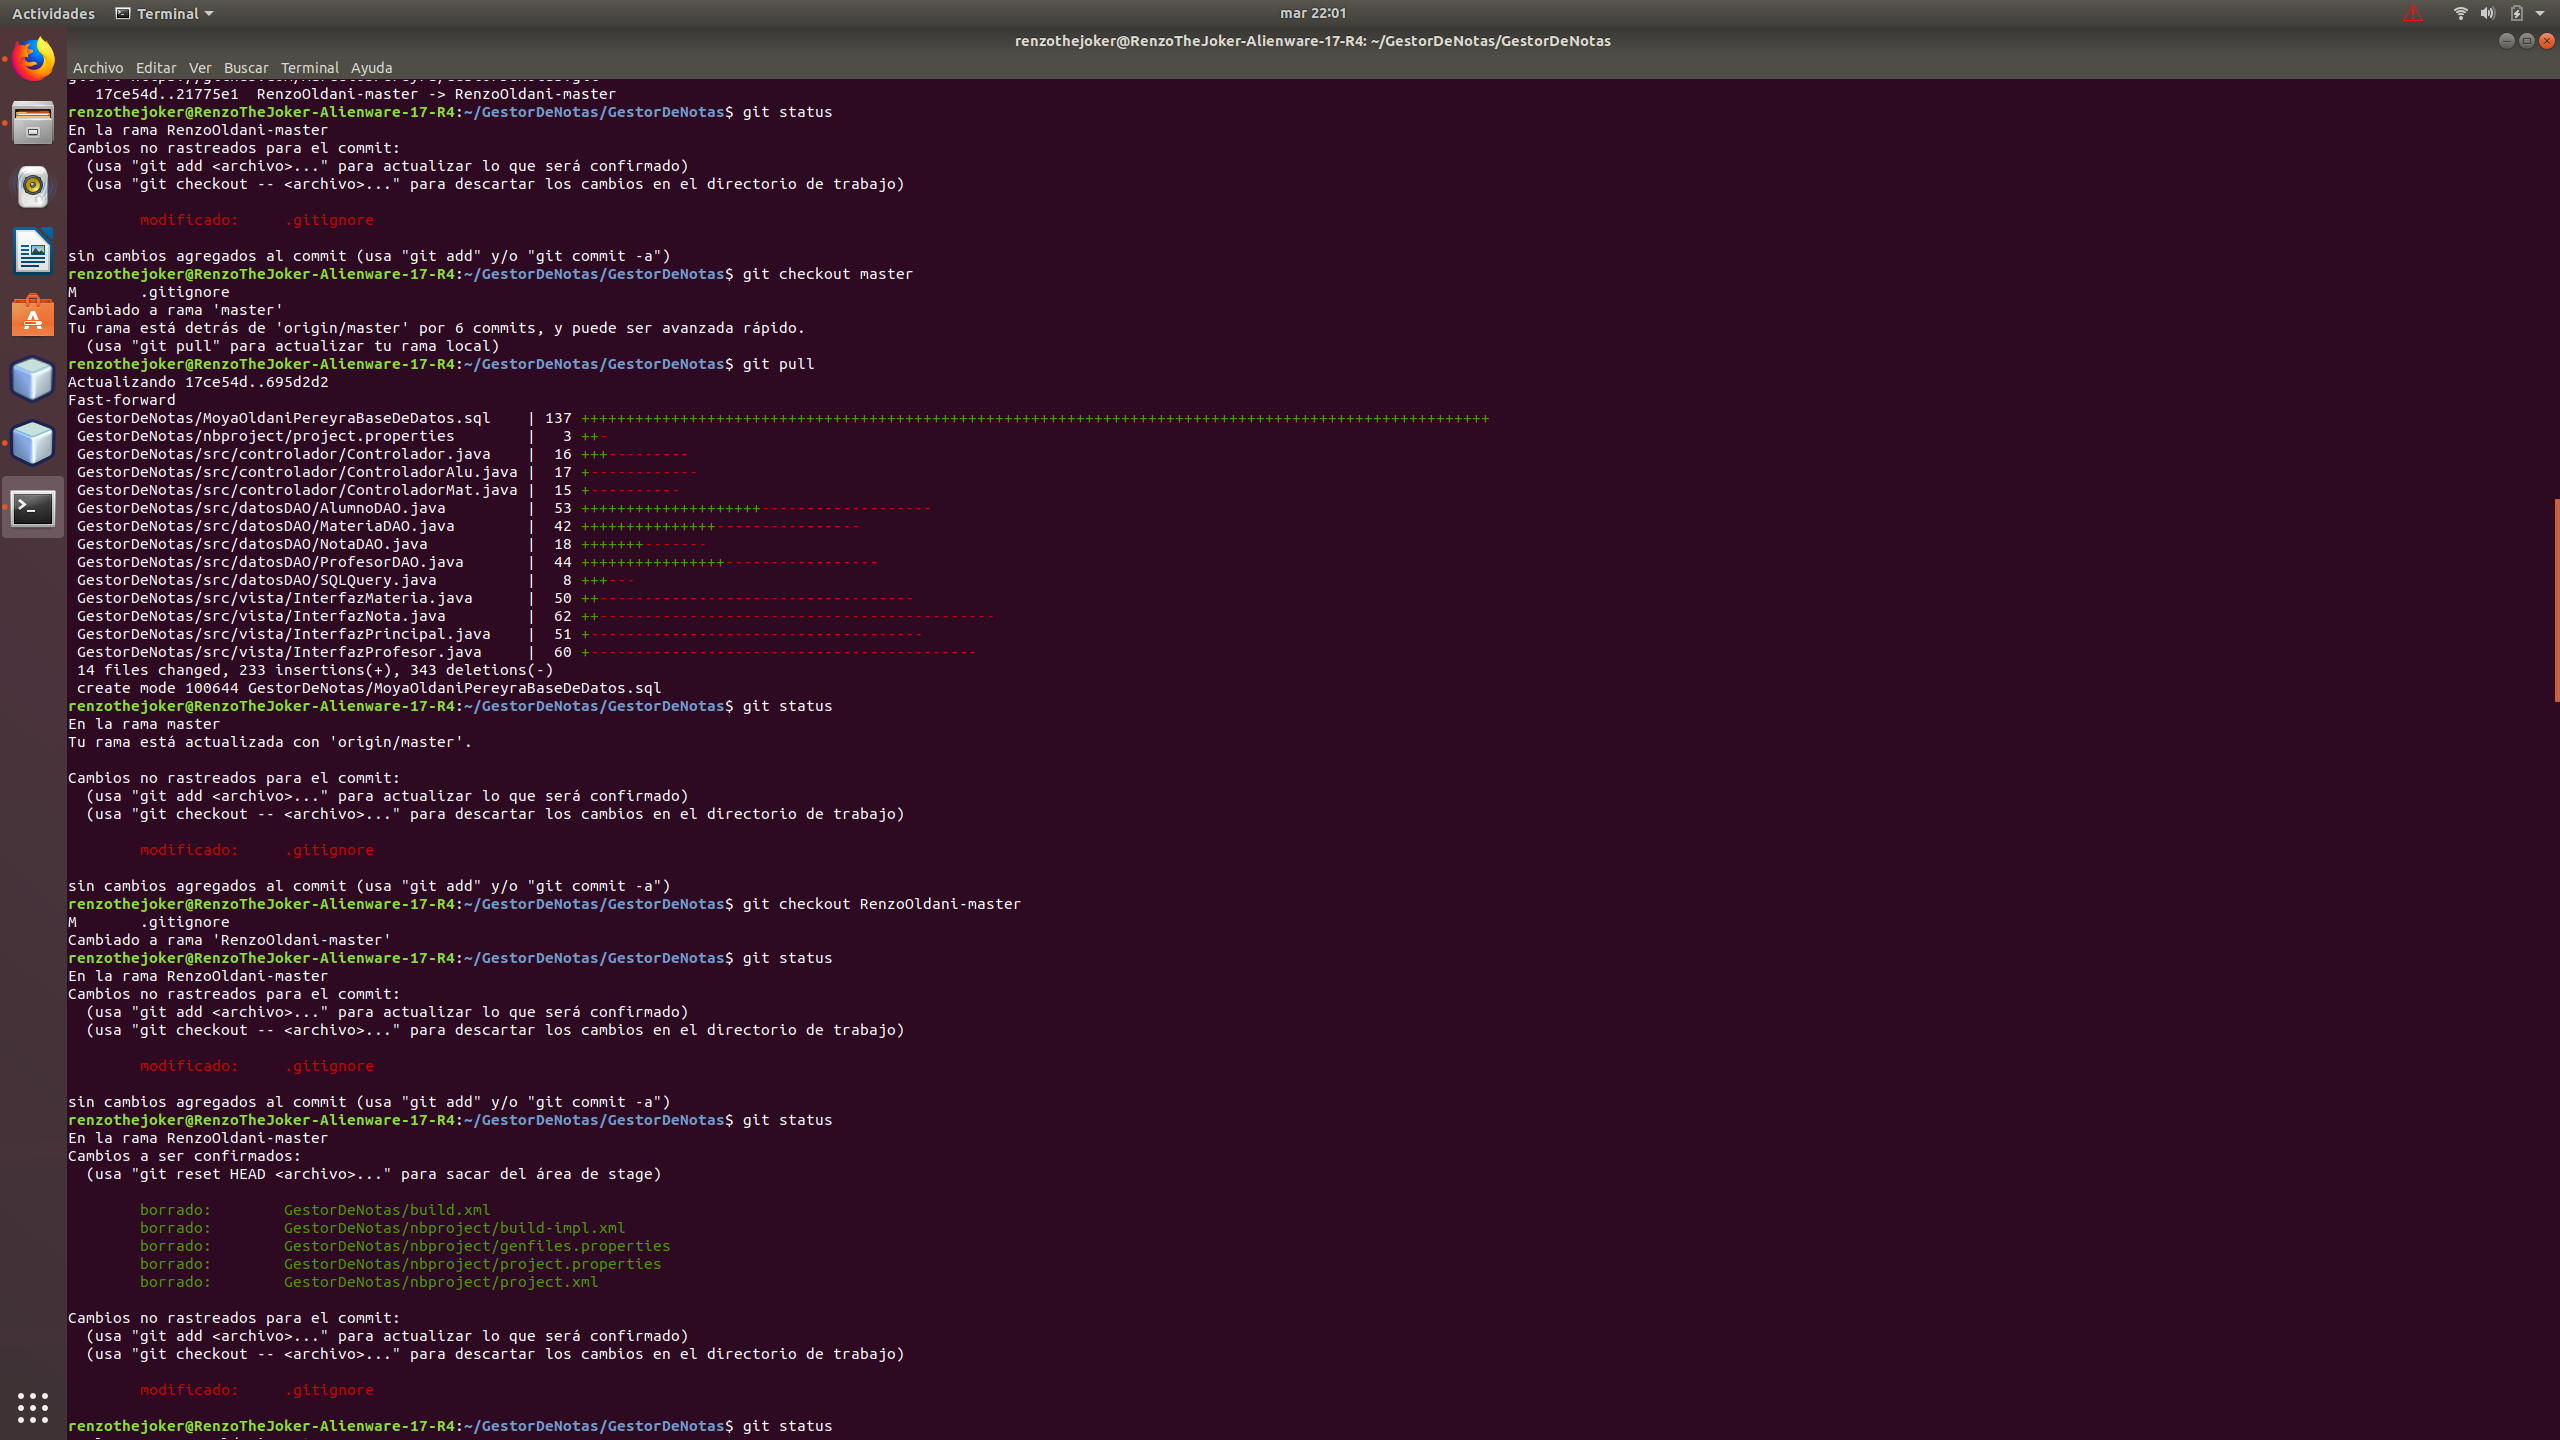 Actividades Terminal mar 22:01
renzothejoker@RenzoTheJoker-Alienware-17-R4: ~/GestorDeNotas/GestorDeNotas
Archivo Editar Ver Buscar Terminal Ayuda
   17ce54d..21775e1  RenzoOldani-master -> RenzoOldani-master
renzothejoker@RenzoTheJoker-Alienware-17-R4:~/GestorDeNotas/GestorDeNotas$ git status
En la rama RenzoOldani-master
Cambios no rastreados para el commit:
  (usa "git add <archivo>..." para actualizar lo que será confirmado)
  (usa "git checkout -- <archivo>..." para descartar los cambios en el directorio de trabajo)
        modificado:     .gitignore
sin cambios agregados al commit (usa "git add" y/o "git commit -a")
renzothejoker@RenzoTheJoker-Alienware-17-R4:~/GestorDeNotas/GestorDeNotas$ git checkout master
M       .gitignore
Cambiado a rama 'master'
Tu rama está detrás de 'origin/master' por 6 commits, y puede ser avanzada rápido.
  (usa "git pull" para actualizar tu rama local)
renzothejoker@RenzoTheJoker-Alienware-17-R4:~/GestorDeNotas/GestorDeNotas$ git pull
Actualizando 17ce54d..695d2d2
Fast-forward
 GestorDeNotas/MoyaOldaniPereyraBaseDeDatos.sql    | 137 +++++++++++++++++++++++++++++++++++++++++++++++++++++++++++++++++++++++++++++++++++++++++++++++++++++
 GestorDeNotas/nbproject/project.properties        |   3 ++-
 GestorDeNotas/src/controlador/Controlador.java    |  16 +++---------
 GestorDeNotas/src/controlador/ControladorAlu.java |  17 +------------
 GestorDeNotas/src/controlador/ControladorMat.java |  15 +----------
 GestorDeNotas/src/datosDAO/AlumnoDAO.java         |  53 ++++++++++++++++++++-------------------
 GestorDeNotas/src/datosDAO/MateriaDAO.java        |  42 +++++++++++++++----------------
 GestorDeNotas/src/datosDAO/NotaDAO.java           |  18 +++++++-------
 GestorDeNotas/src/datosDAO/ProfesorDAO.java       |  44 ++++++++++++++++-----------------
 GestorDeNotas/src/datosDAO/SQLQuery.java          |   8 +++---
 GestorDeNotas/src/vista/InterfazMateria.java      |  50 ++-----------------------------------
 GestorDeNotas/src/vista/InterfazNota.java         |  62 ++--------------------------------------------
 GestorDeNotas/src/vista/InterfazPrincipal.java    |  51 +-------------------------------------
 GestorDeNotas/src/vista/InterfazProfesor.java     |  60 +-------------------------------------------
 14 files changed, 233 insertions(+), 343 deletions(-)
 create mode 100644 GestorDeNotas/MoyaOldaniPereyraBaseDeDatos.sql
renzothejoker@RenzoTheJoker-Alienware-17-R4:~/GestorDeNotas/GestorDeNotas$ git status
En la rama master
Tu rama está actualizada con 'origin/master'.
Cambios no rastreados para el commit:
  (usa "git add <archivo>..." para actualizar lo que será confirmado)
  (usa "git checkout -- <archivo>..." para descartar los cambios en el directorio de trabajo)
        modificado:     .gitignore
sin cambios agregados al commit (usa "git add" y/o "git commit -a")
renzothejoker@RenzoTheJoker-Alienware-17-R4:~/GestorDeNotas/GestorDeNotas$ git checkout RenzoOldani-master
M       .gitignore
Cambiado a rama 'RenzoOldani-master'
renzothejoker@RenzoTheJoker-Alienware-17-R4:~/GestorDeNotas/GestorDeNotas$ git status
En la rama RenzoOldani-master
Cambios no rastreados para el commit:
  (usa "git add <archivo>..." para actualizar lo que será confirmado)
  (usa "git checkout -- <archivo>..." para descartar los cambios en el directorio de trabajo)
        modificado:     .gitignore
sin cambios agregados al commit (usa "git add" y/o "git commit -a")
renzothejoker@RenzoTheJoker-Alienware-17-R4:~/GestorDeNotas/GestorDeNotas$ git status
En la rama RenzoOldani-master
Cambios a ser confirmados:
  (usa "git reset HEAD <archivo>..." para sacar del área de stage)
        borrado:        GestorDeNotas/build.xml
        borrado:        GestorDeNotas/nbproject/build-impl.xml
        borrado:        GestorDeNotas/nbproject/genfiles.properties
        borrado:        GestorDeNotas/nbproject/project.properties
        borrado:        GestorDeNotas/nbproject/project.xml
Cambios no rastreados para el commit:
  (usa "git add <archivo>..." para actualizar lo que será confirmado)
  (usa "git checkout -- <archivo>..." para descartar los cambios en el directorio de trabajo)
        modificado:     .gitignore
renzothejoker@RenzoTheJoker-Alienware-17-R4:~/GestorDeNotas/GestorDeNotas$ git status